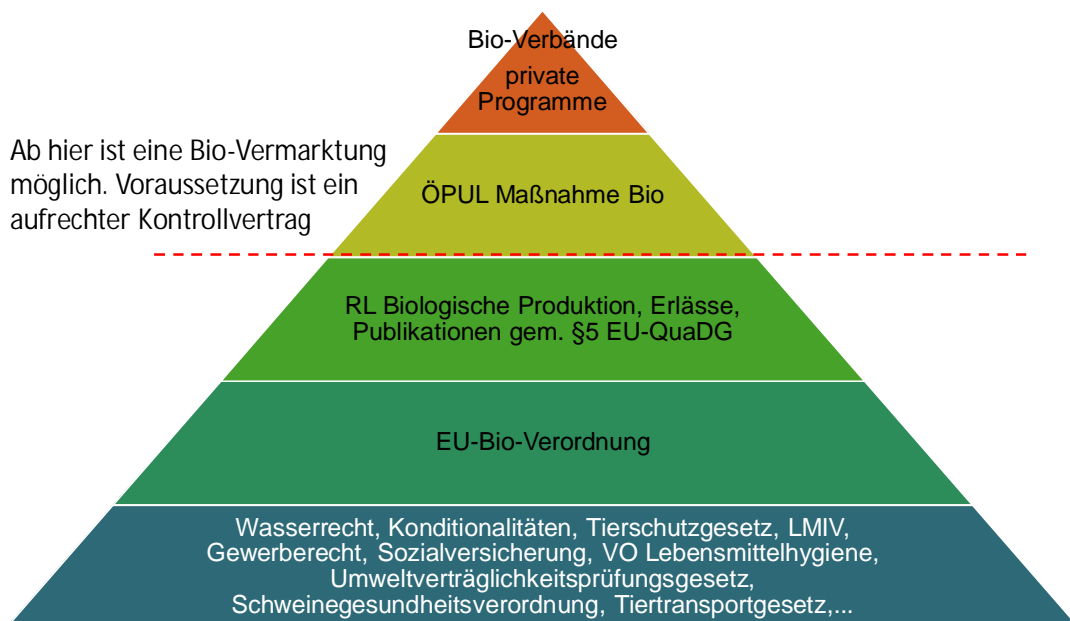 Bio-Verbände
private
Programme
Ab hier ist eine Bio-Vermarktung
möglich. Voraussetzung ist ein
aufrechter Kontrollvertrag
ÖPUL Maßnahme Bio
RL Biologische Produktion, Erlässe,
Publikationen gem. §5 EU-QuaDG
EU-Bio-Verordnung
Wasserrecht, Konditionalitäten, Tierschutzgesetz, LMIV,
Gewerberecht, Sozialversicherung, VO Lebensmittelhygiene,
Umweltverträglichkeitsprüfungsgesetz,
Schweinegesundheitsverordnung, Tiertransportgesetz,...